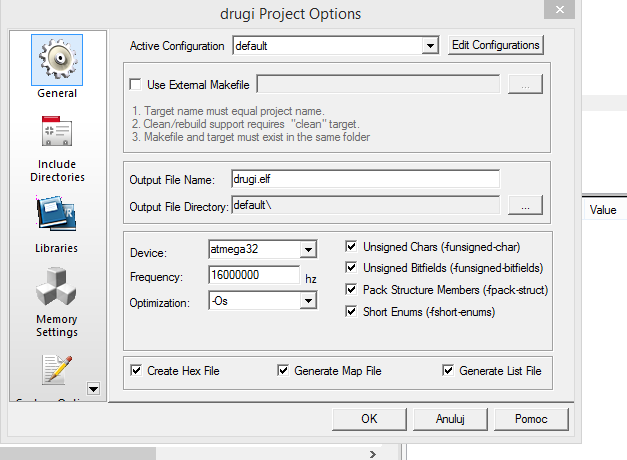 drugi Project Options
General
Include
Directories
Libraries
Memory
Settings
Active Configuration
default
Edit Configurations
Use External Makefile
...
1. Target name must equal project name.
2. Clean/rebuild support requires "clean" target.
3. Makefile and target must exist in the same folder
Output File Name:
drugi.elf
Output File Directory:
default\
...
Device:
atmega32
Frequency:
16000000
hz
Optimization:
-Os
Unsigned Chars (-funsigned-char)
Unsigned Bitfields (-funsigned-bitfields)
Pack Structure Members (-fpack-struct)
Short Enums (-fshort-enums)
Create Hex File
Generate Map File
Generate List File
OK
Anuluj
Pomoc
Value